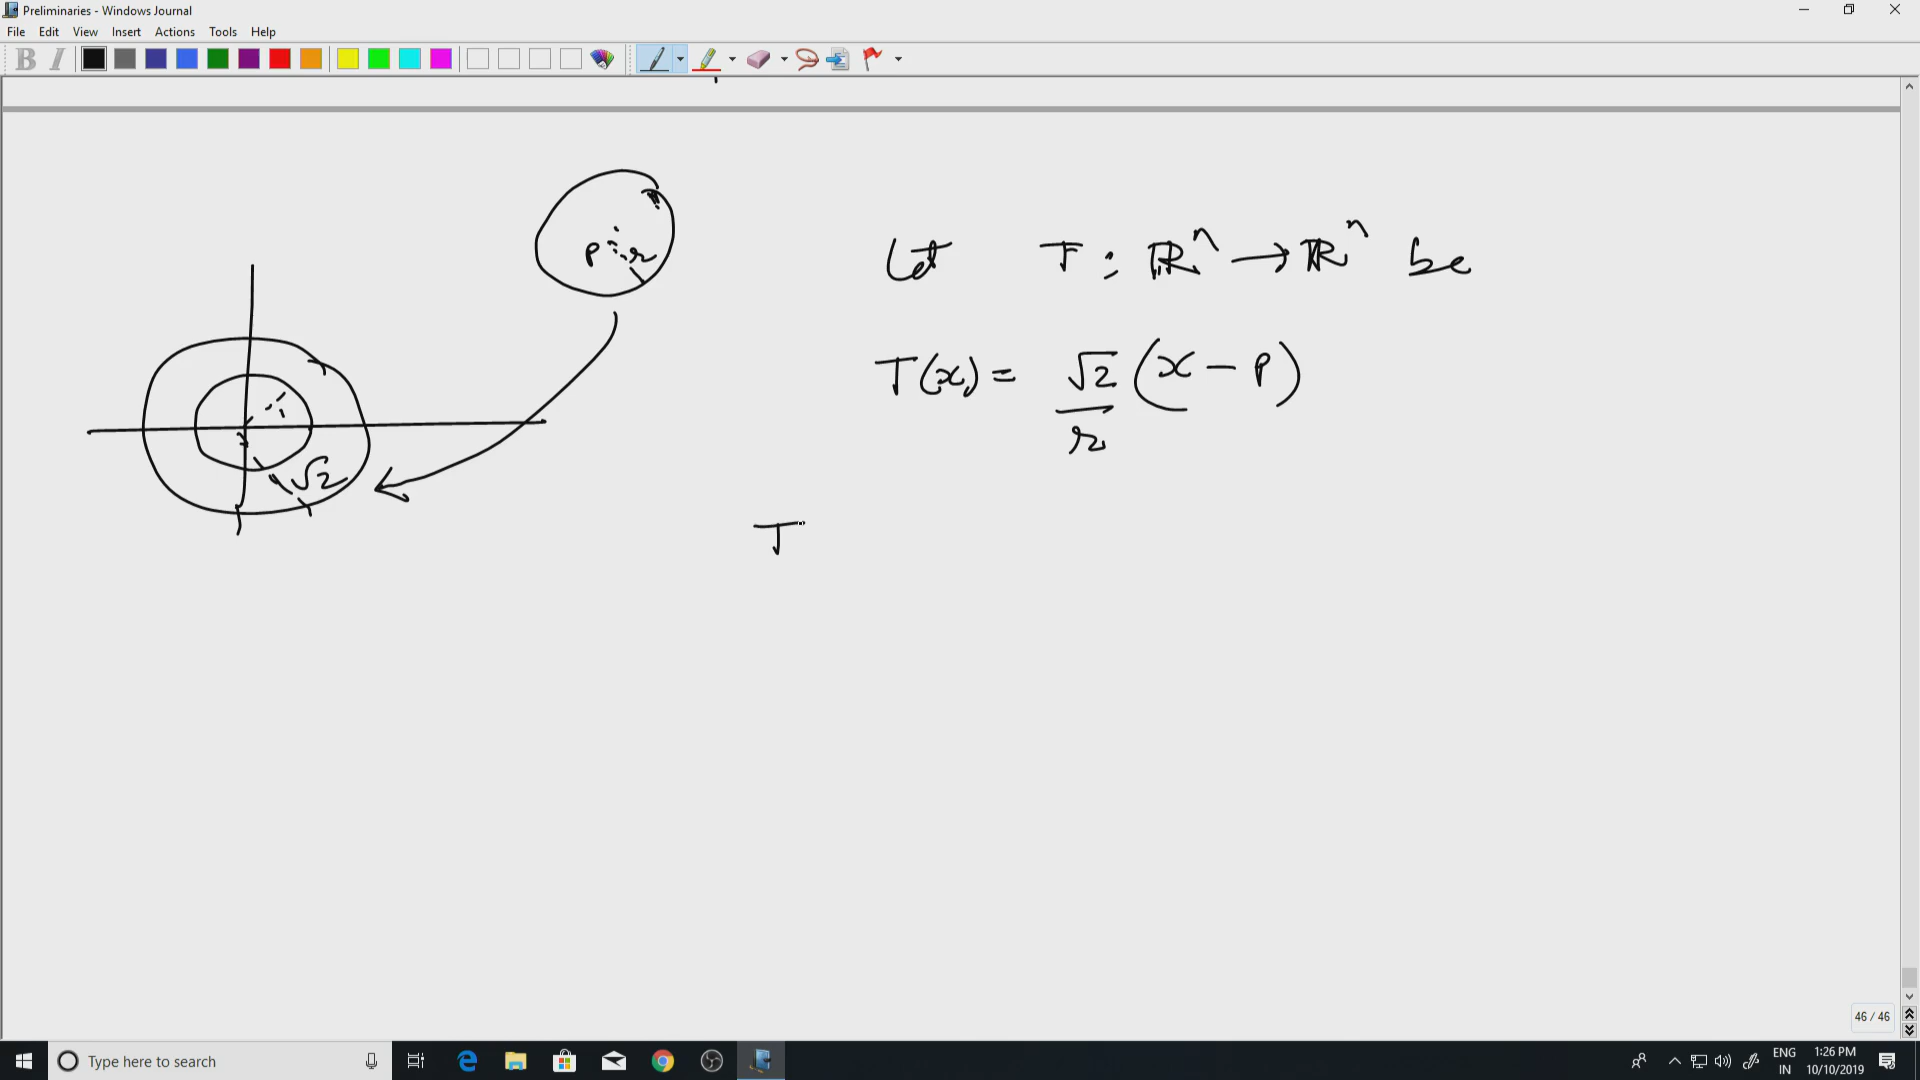 Preliminaries - Windows Journal
File Edit View Insert Actions Tools Help
B I
p r
Let T : ℝⁿ → ℝⁿ be
T(x) = √2/r (x - p)
1
√2
T
46 / 46
Type here to search
ENG
IN
1:26 PM
10/10/2019